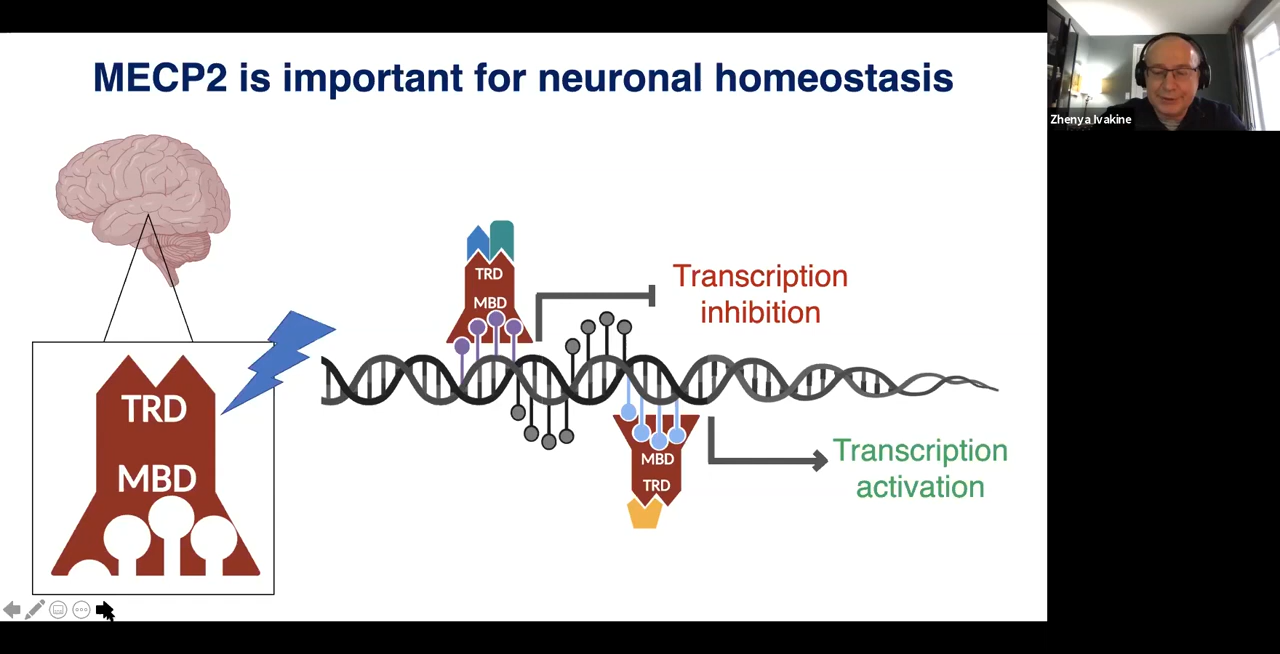 MECP2 is important for neuronal homeostasis
Zhenya Ivakine
TRD
MBD
Transcription
inhibition
TRD
MBD
MBD
TRD
Transcription
activation